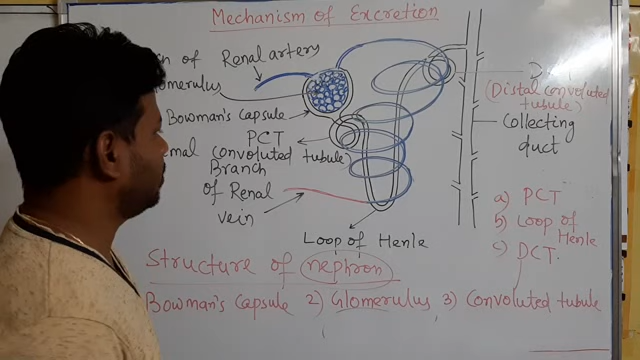 Mechanism of Excretion
of Renal artery
Glomerulus
Bowman's capsule
PCT
convoluted tubule
Branch
of Renal
vein
Loop of Henle
D
(Distal convoluted
tubule)
Collecting
duct
a) PCT
b) Loop of
Henle
c) DCT.
Structure of nephron
Bowman's Capsule 2) Glomerulus, 3) Convoluted tubule